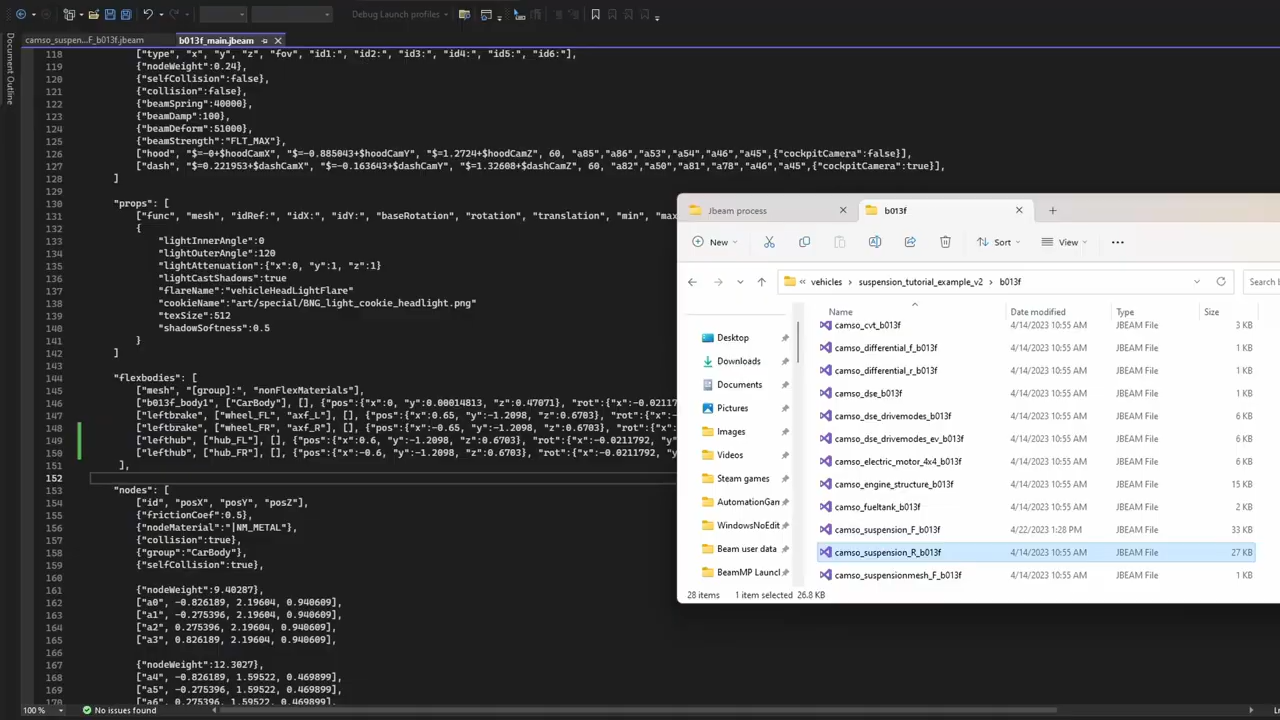 Debug Launch profiles
camso_suspen...F_b013f.jbeam
b013f_main.jbeam
Document Outline
118 ["type", "x", "y", "z", "fov", "id1:", "id2:", "id3:", "id4:", "id5:", "id6:"],
119 {"nodeWeight":0.24},
120 {"selfCollision":false},
121 {"collision":false},
122 {"beamSpring":40000},
123 {"beamDamp":100},
124 {"beamDeform":51000},
125 {"beamStrength":"FLT_MAX"},
126 ["hood", "$=-0+$hoodCamX", "$=-0.885043+$hoodCamY", "$=1.2724+$hoodCamZ", 60, "a85","a86","a53","a54","a46","a45",{"cockpitCamera":false}],
127 ["dash", "$=0.221953+$dashCamX", "$=-0.163643+$dashCamY", "$=1.32608+$dashCamZ", 60, "a82","a50","a81","a78","a46","a45",{"cockpitCamera":true}],
128 ]
129
130 "props": [
131 ["func", "mesh", "idRef:", "idX:", "idY:", "baseRotation", "rotation", "translation", "min", "max
132 {
133 "lightInnerAngle":0
134 "lightOuterAngle":120
135 "lightAttenuation":{"x":0, "y":1, "z":1}
136 "lightCastShadows":true
137 "flareName":"vehicleHeadLightFlare"
138 "cookieName":"art/special/BNG_light_cookie_headlight.png"
139 "texSize":512
140 "shadowSoftness":0.5
141 }
142 ]
143
144 "flexbodies": [
145 ["mesh", "[group]:", "nonFlexMaterials"],
146 ["b013f_body1", ["CarBody"], [], {"pos":{"x":0, "y":0.00014813, "z":0.47071}, "rot":{"x":-0.0211
147 ["leftbrake", ["wheel_FL", "axf_L"], [], {"pos":{"x":0.65, "y":-1.2098, "z":0.6703}, "rot":{"x":-
148 ["leftbrake", ["wheel_FR", "axf_R"], [], {"pos":{"x":-0.65, "y":-1.2098, "z":0.6703}, "rot":{"x":
149 ["lefthub", ["hub_FL"], [], {"pos":{"x":0.6, "y":-1.2098, "z":0.6703}, "rot":{"x":-0.0211792, "y
150 ["lefthub", ["hub_FR"], [], {"pos":{"x":-0.6, "y":-1.2098, "z":0.6703}, "rot":{"x":-0.0211792, "
151 ],
152
153 "nodes": [
154 ["id", "posX", "posY", "posZ"],
155 {"frictionCoef":0.5},
156 {"nodeMaterial":"|NM_METAL"},
157 {"collision":true},
158 {"group":"CarBody"},
159 {"selfCollision":true},
160
161 {"nodeWeight":9.40287},
162 ["a0", -0.826189, 2.19604, 0.940609],
163 ["a1", -0.275396, 2.19604, 0.940609],
164 ["a2", 0.275396, 2.19604, 0.940609],
165 ["a3", 0.826189, 2.19604, 0.940609],
166
167 {"nodeWeight":12.3027},
168 ["a4", -0.826189, 1.59522, 0.469899],
169 ["a5", -0.275396, 1.59522, 0.469899],
170 ["a6", 0.275396, 1.59522, 0.469899],
100 %
No issues found
Jbeam process
b013f
New
Sort
View
« vehicles › suspension_tutorial_example_v2 › b013f
Search b
Name Date modified Type Size
camso_cvt_b013f 4/14/2023 10:55 AM JBEAM File 3 KB
camso_differential_f_b013f 4/14/2023 10:55 AM JBEAM File 1 KB
camso_differential_r_b013f 4/14/2023 10:55 AM JBEAM File 1 KB
camso_dse_b013f 4/14/2023 10:55 AM JBEAM File 1 KB
camso_dse_drivemodes_b013f 4/14/2023 10:55 AM JBEAM File 6 KB
camso_dse_drivemodes_ev_b013f 4/14/2023 10:55 AM JBEAM File 6 KB
camso_electric_motor_4x4_b013f 4/14/2023 10:55 AM JBEAM File 6 KB
camso_engine_structure_b013f 4/14/2023 10:55 AM JBEAM File 15 KB
camso_fueltank_b013f 4/14/2023 10:55 AM JBEAM File 2 KB
camso_suspension_F_b013f 4/22/2023 1:28 PM JBEAM File 33 KB
camso_suspension_R_b013f 4/14/2023 10:55 AM JBEAM File 27 KB
camso_suspensionmesh_F_b013f 4/14/2023 10:55 AM JBEAM File 1 KB
Desktop
Downloads
Documents
Pictures
Images
Videos
Steam games
AutomationGan
WindowsNoEdit
Beam user data
BeamMP Launcl
28 items 1 item selected 26.8 KB